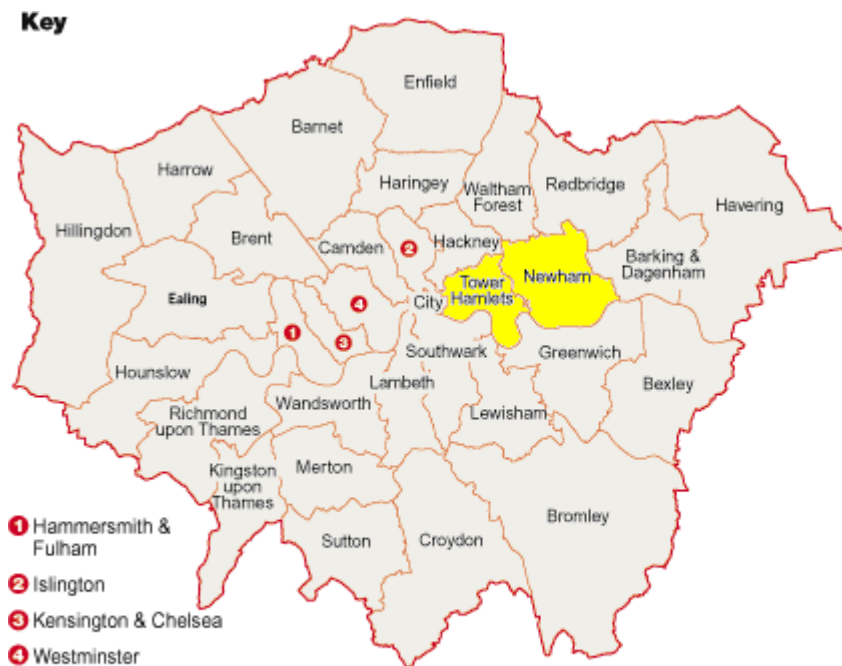 Key
Enfield
Barnet
Harrow
Haringey
Waltham
Forest
Redbridge
Havering
Hillingdon
Brent
Camden
2
Hackney
Barking &
Dagenham
Newham
Tower
Hamlets
Ealing
City
4
1
3
Southwark
Greenwich
Hounslow
Lambeth
Bexley
Richmond
upon Thames
Wandsworth
Lewisham
Merton
Kingston
upon
Thames
Bromley
Sutton
Croydon
1 Hammersmith &
Fulham
2 Islington
3 Kensington & Chelsea
4 Westminster